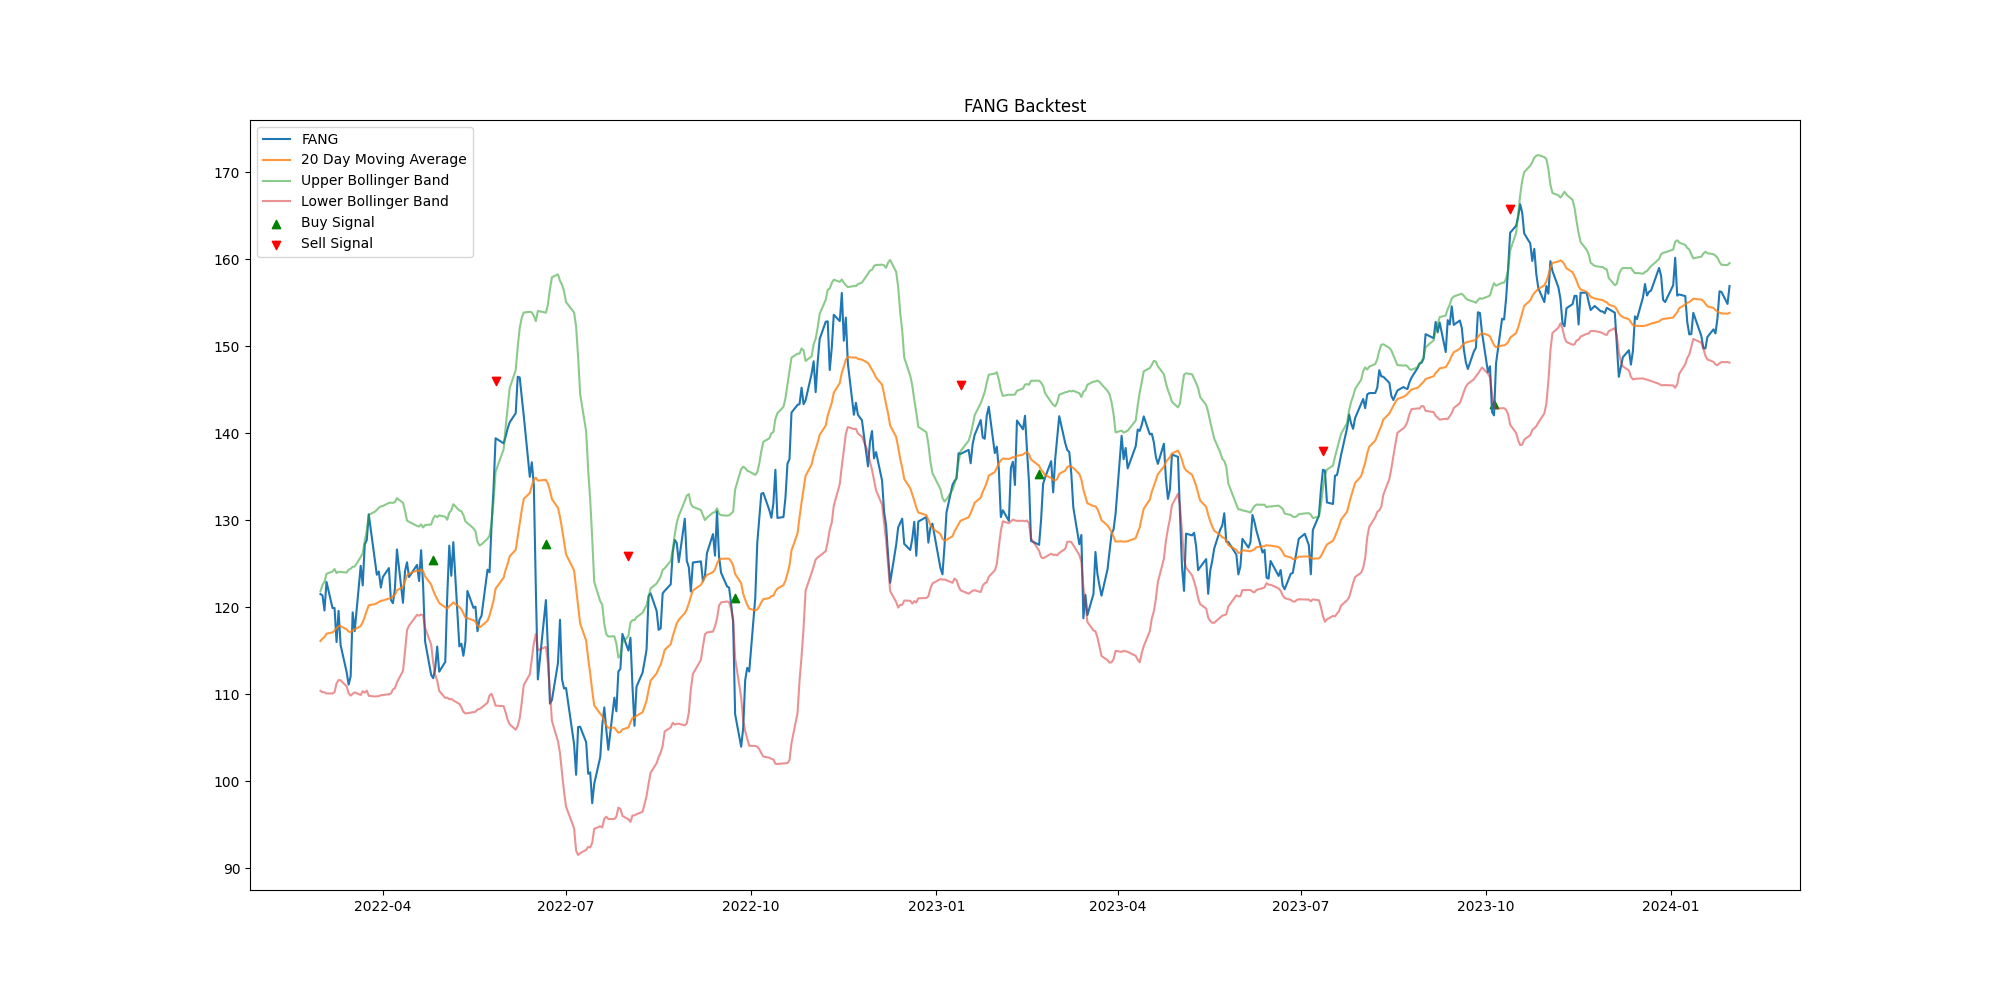 FANG Backtest
FANG
20 Day Moving Average
Upper Bollinger Band
Lower Bollinger Band
Buy Signal
Sell Signal
170
160
150
140
130
120
110
100
90
2022-04
2022-07
2022-10
2023-01
2023-04
2023-07
2023-10
2024-01